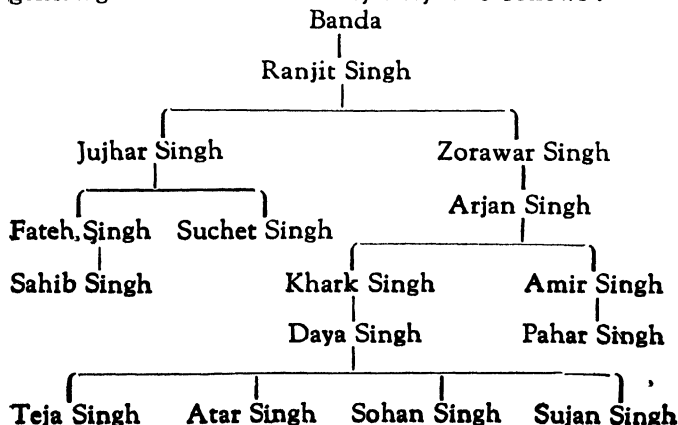 Banda
Ranjit Singh
Jujhar Singh Zorawar Singh
Arjan Singh
Fateh Singh Suchet Singh
Sahib Singh Khark Singh Amir Singh
Daya Singh Pahar Singh
Teja Singh Atar Singh Sohan Singh Sujan Singh